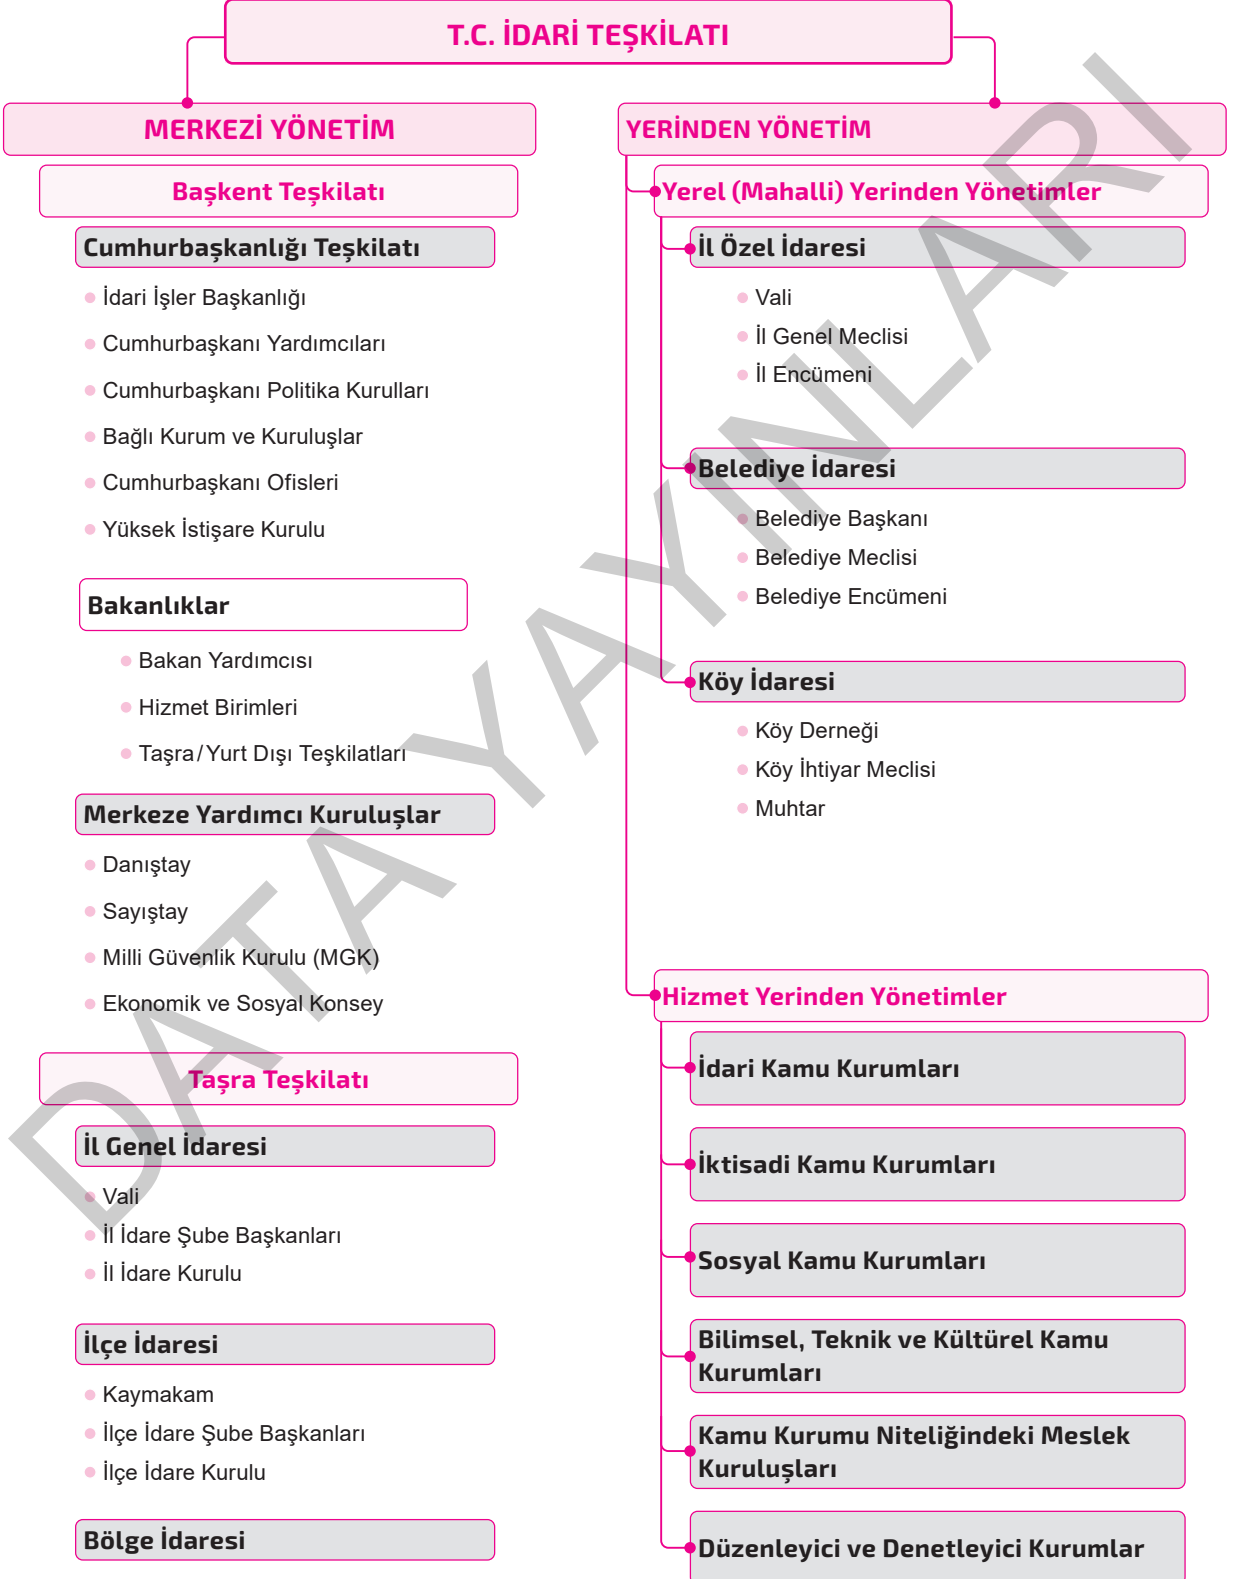 T.C. İDARİ TEŞKİLATI
MERKEZİ YÖNETİM
Başkent Teşkilatı
Cumhurbaşkanlığı Teşkilatı
İdari İşler Başkanlığı
Cumhurbaşkanı Yardımcıları
Cumhurbaşkanı Politika Kurulları
Bağlı Kurum ve Kuruluşlar
Cumhurbaşkanı Ofisleri
Yüksek İstişare Kurulu
Bakanlıklar
Bakan Yardımcısı
Hizmet Birimleri
Taşra/Yurt Dışı Teşkilatları
Merkeze Yardımcı Kuruluşlar
Danıştay
Sayıştay
Milli Güvenlik Kurulu (MGK)
Ekonomik ve Sosyal Konsey
Taşra Teşkilatı
İl Genel İdaresi
Vali
İl İdare Şube Başkanları
İl İdare Kurulu
İlçe İdaresi
Kaymakam
İlçe İdare Şube Başkanları
İlçe İdare Kurulu
Bölge İdaresi
YERİNDEN YÖNETİM
Yerel (Mahalli) Yerinden Yönetimler
İl Özel İdaresi
Vali
İl Genel Meclisi
İl Encümeni
Belediye İdaresi
Belediye Başkanı
Belediye Meclisi
Belediye Encümeni
Köy İdaresi
Köy Derneği
Köy İhtiyar Meclisi
Muhtar
Hizmet Yerinden Yönetimler
İdari Kamu Kurumları
İktisadi Kamu Kurumları
Sosyal Kamu Kurumları
Bilimsel, Teknik ve Kültürel Kamu
Kurumları
Kamu Kurumu Niteliğindeki Meslek
Kuruluşları
Düzenleyici ve Denetleyici Kurumlar
DATA YAYINLARI